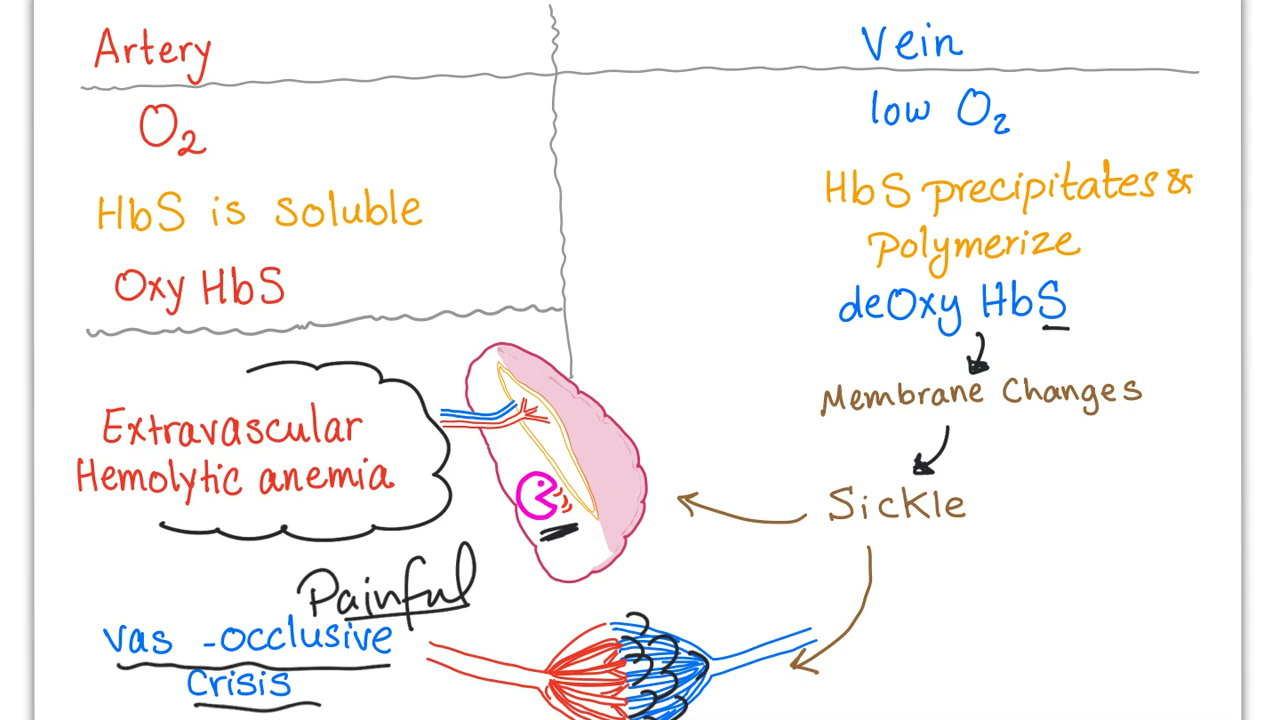 Artery
O2
HbS is soluble
Oxy HbS
Vein
low O2
HbS precipitates &
Polymerize
deOxy HbS
Membrane Changes
Sickle
Extravascular
Hemolytic anemia
Painful
vas -occlusive
Crisis